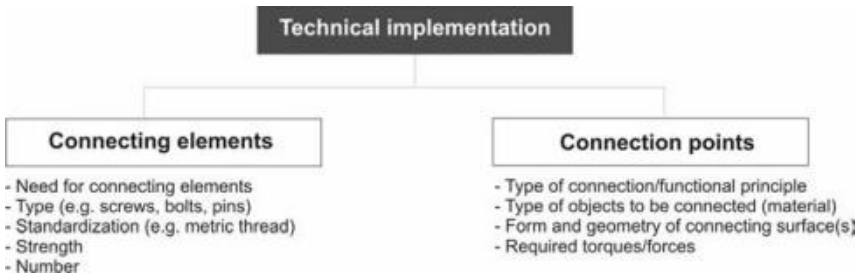 Technical implementation
Connecting elements
- Need for connecting elements
- Type (e.g. screws, bolts, pins)
- Standardization (e.g. metric thread)
- Strength
- Number
Connection points
- Type of connection/functional principle
- Type of objects to be connected (material)
- Form and geometry of connecting surface(s)
- Required torques/forces